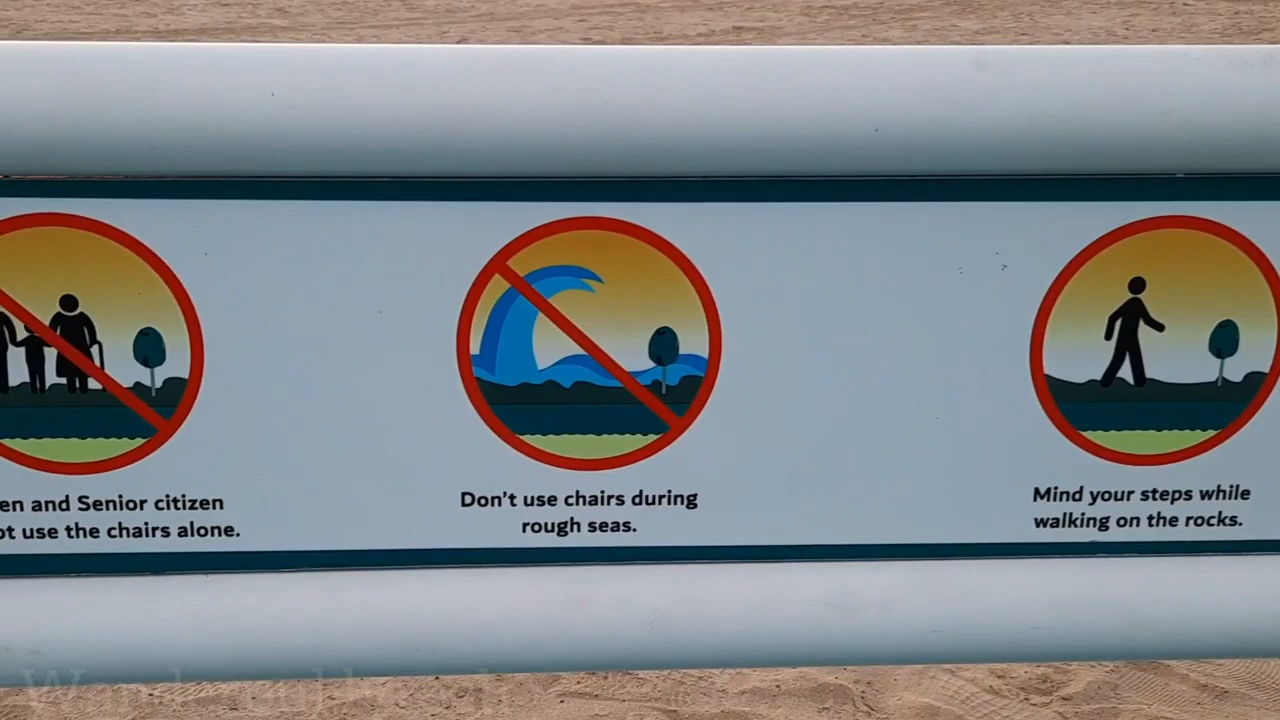 en and Senior citizen
ot use the chairs alone.
Don't use chairs during
rough seas.
Mind your steps while
walking on the rocks.